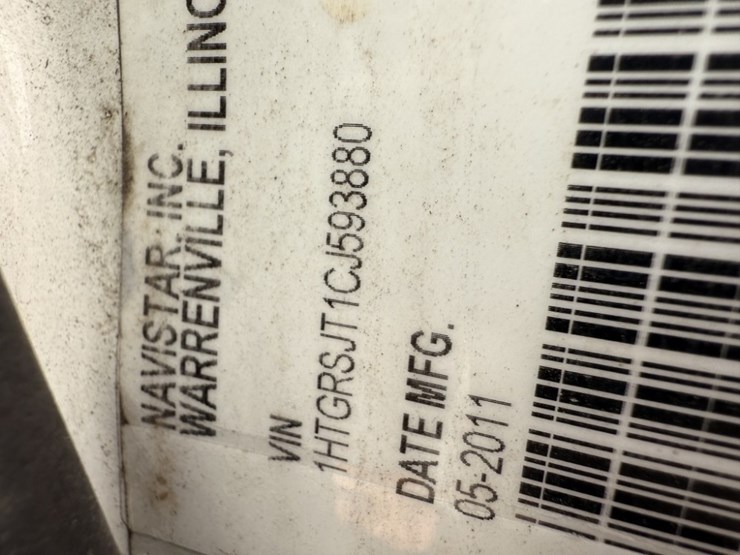 NAVISTAR, INC.
WARRENVILLE, ILLINO
VIN
1HTGRSJT1CJ593880
DATE MFG.
05-2011